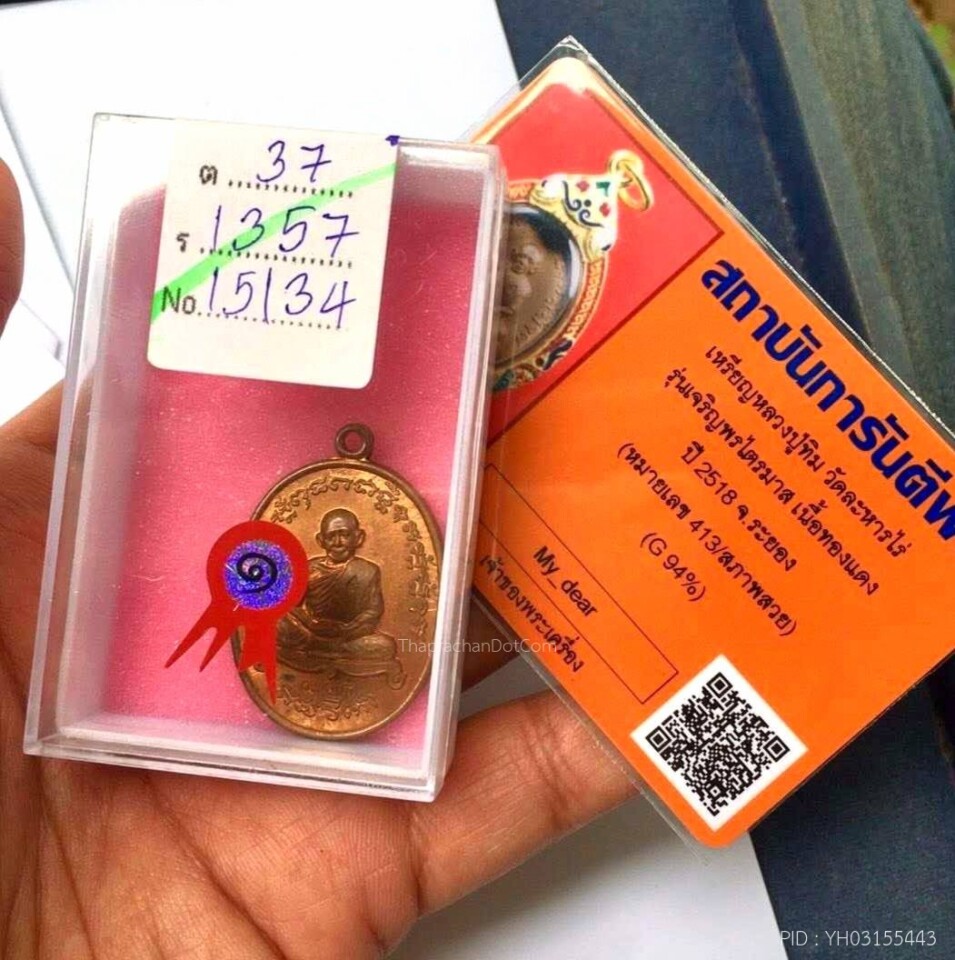 ต 37
ร 1357
No. 15134
๑
สถาบันการันตีพ
เหรียญหลวงปู่ทิม วัดละหารไร่
รุ่นเจริญพรไตรมาส เนื้อทองแดง
ปี 2518 จ.ระยอง
(หมายเลข 413/สภาพสวย)
(G 94%)
My_dear
(เจ้าของพระเครื่อง
ThaprachanDotCom
PID : YH03155443